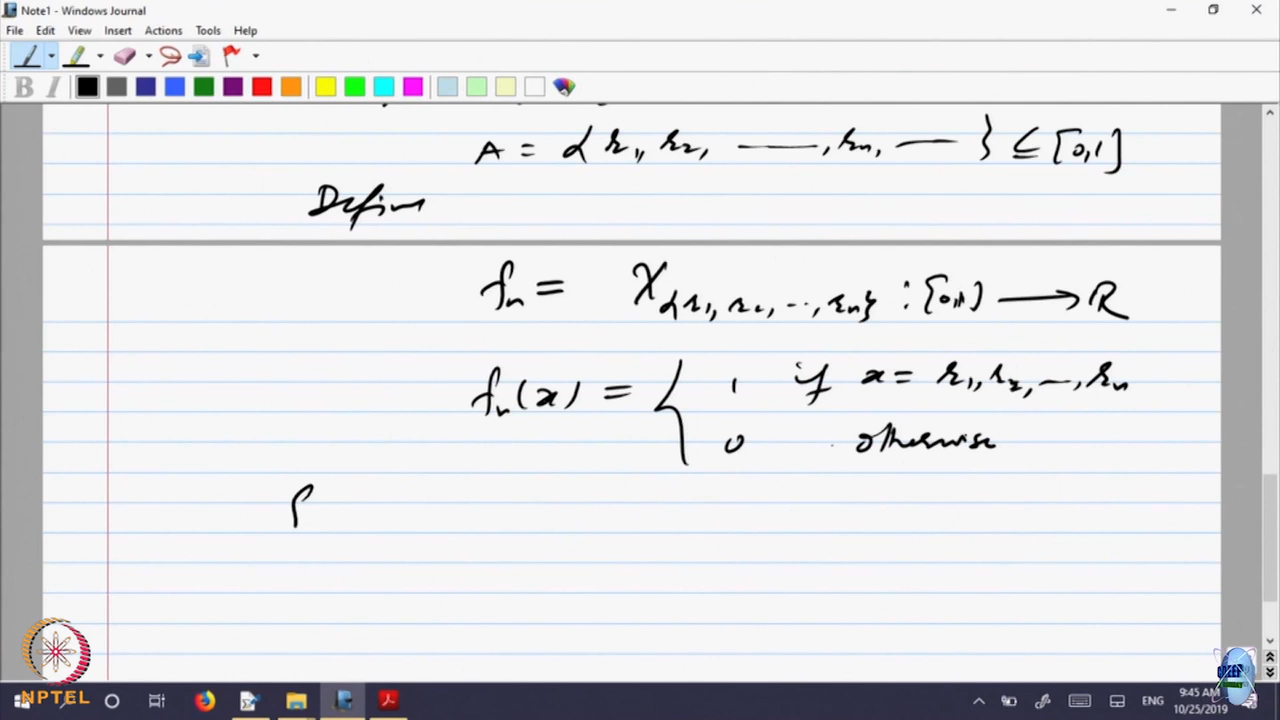 Note1 - Windows Journal
File Edit View Insert Actions Tools Help
B I
A = {r₁, r₂, ——, rₙ, — } ⊆ [0,1]
Define
fₙ = χ_{{r₁, r₂, ..., rₙ}} : [0,1] → R
fₙ(x) = { 1 if x = r₁, r₂, —, rₙ
0 otherwise
NPTEL
ENG
9:45 AM
10/25/2019